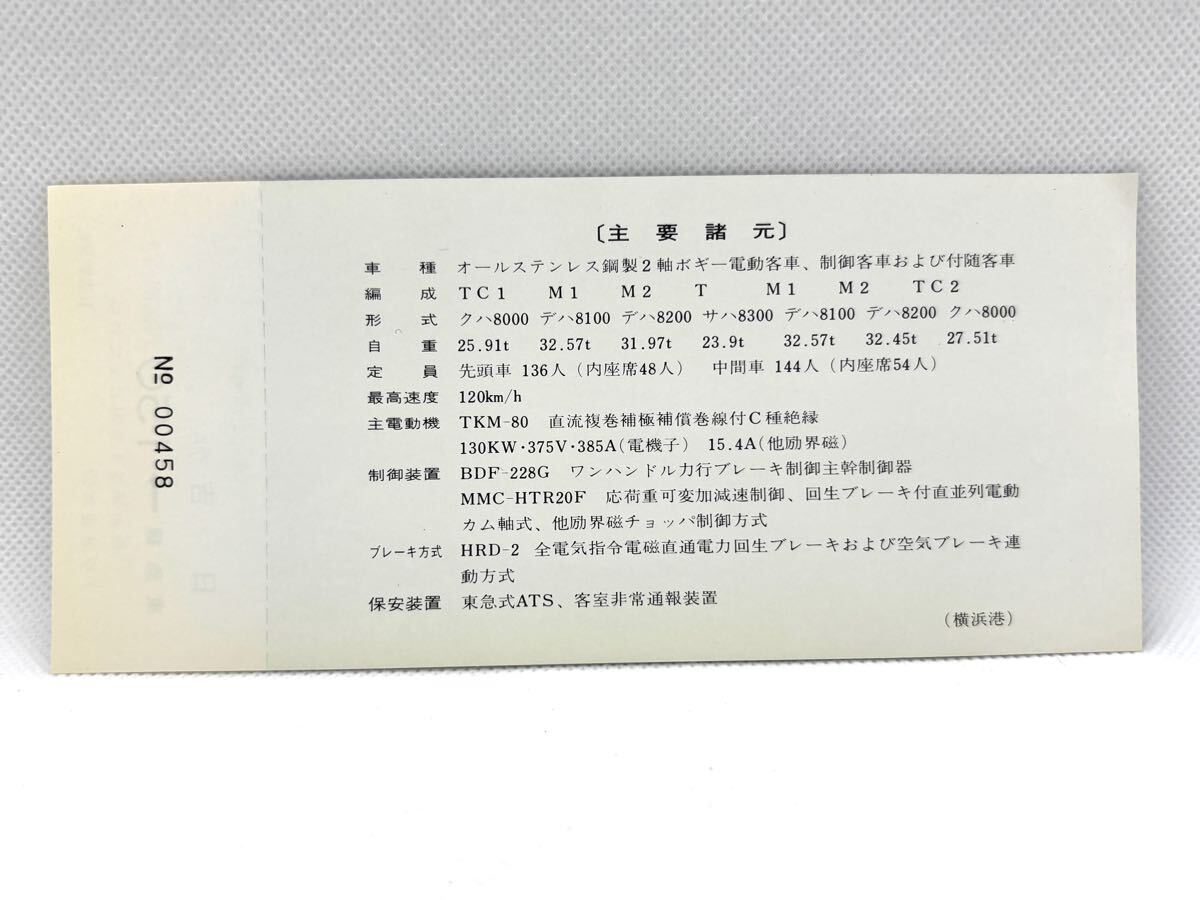 〔主要諸元〕
車種 オールステンレス鋼製2軸ボギー電動客車、制御客車および付随客車
編成 TC1 M1 M2 T M1 M2 TC2
形式 クハ8000 デハ8100 デハ8200 サハ8300 デハ8100 デハ8200 クハ8000
自重 25.91t 32.57t 31.97t 23.9t 32.57t 32.45t 27.51t
定員 先頭車 136人（内座席48人） 中間車 144人（内座席54人）
最高速度 120km/h
主電動機 TKM-80 直流複巻補極補償巻線付C種絶縁
130KW・375V・385A(電機子) 15.4A(他励界磁)
制御装置 BDF-228G ワンハンドル力行ブレーキ制御主幹制御器
MMC-HTR20F 応荷重可変加減速制御、回生ブレーキ付直並列電動
カム軸式、他励界磁チョッパ制御方式
ブレーキ方式 HRD-2 全電気指令電磁直通電力回生ブレーキおよび空気ブレーキ連
動方式
保安装置 東急式ATS、客室非常通報装置
（横浜港）
№ 00458